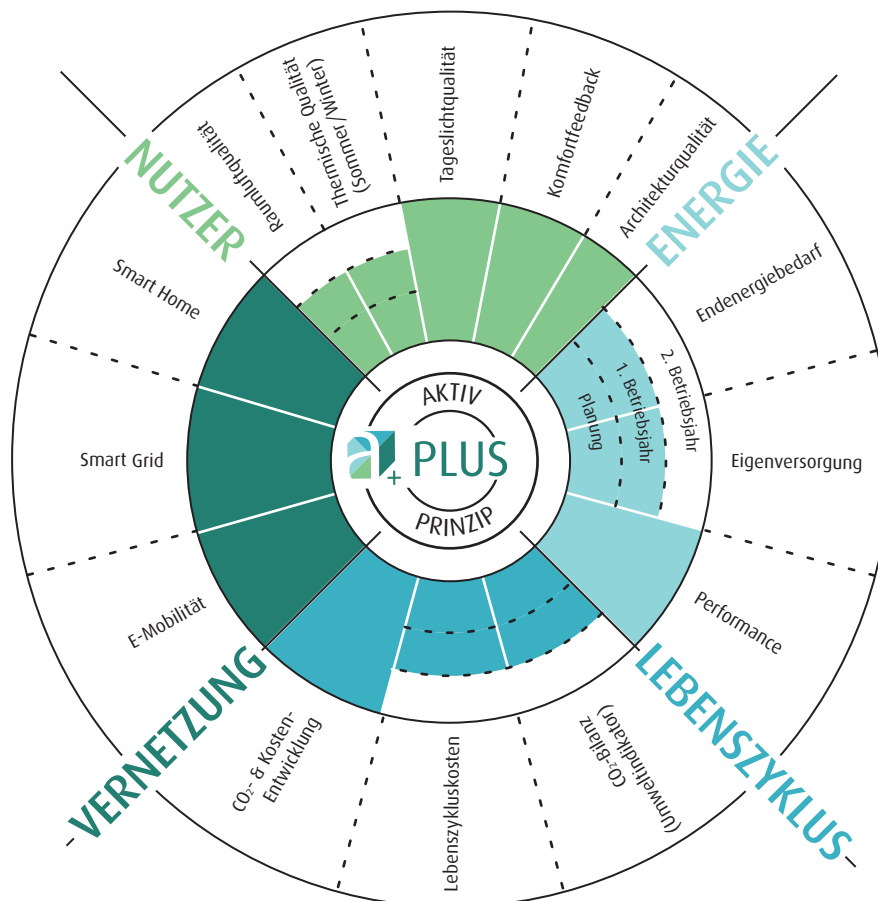 NUTZER
Raumluftqualität
Thermische Qualität
(Sommer/Winter)
Tageslichtqualität
Komfortfeedback
Architekturqualität
ENERGIE
Endenergiebedarf
Eigenversorgung
Performance
Planung
1. Betriebsjahr
2. Betriebsjahr
LEBENSZYKLUS
CO₂-Bilanz
(Umweltindikator)
Lebenszykluskosten
CO₂- & Kosten-
Entwicklung
VERNETZUNG
E-Mobilität
Smart Grid
Smart Home
AKTIV
a+ PLUS
PRINZIP